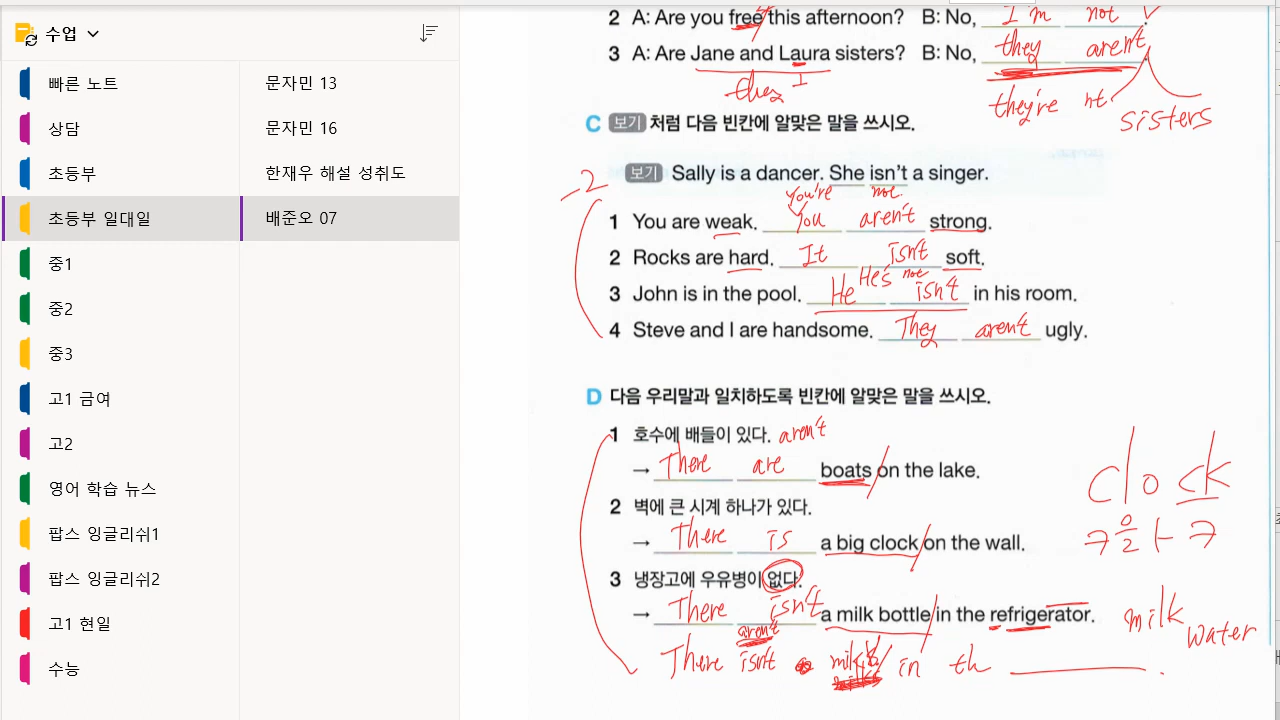 수업
빠른 노트
상담
초등부
초등부 일대일
중1
중2
중3
고1 금여
고2
영어 학습 뉴스
팝스 잉글리쉬1
팝스 잉글리쉬2
고1 현일
수능
문자민 13
문자민 16
한재우 해설 성취도
배준오 07
2 A: Are you free this afternoon? B: No, I'm not.
3 A: Are Jane and Laura sisters? B: No, they aren't.
they I they're nt sisters
C 보기 처럼 다음 빈칸에 알맞은 말을 쓰시오.
보기 Sally is a dancer. She isn't a singer.
-2
You're not
1 You are weak. You aren't strong.
2 Rocks are hard. It isn't soft.
He's not
3 John is in the pool. He isn't in his room.
4 Steve and I are handsome. They aren't ugly.
D 다음 우리말과 일치하도록 빈칸에 알맞은 말을 쓰시오.
1 호수에 배들이 있다. aren't
→ There are boats on the lake.
clock
2 벽에 큰 시계 하나가 있다.
→ There is a big clock on the wall.
3 냉장고에 우유병이 없다.
→ There isn't a milk bottle in the refrigerator.
milk
water
aren't
There isn't milk in th